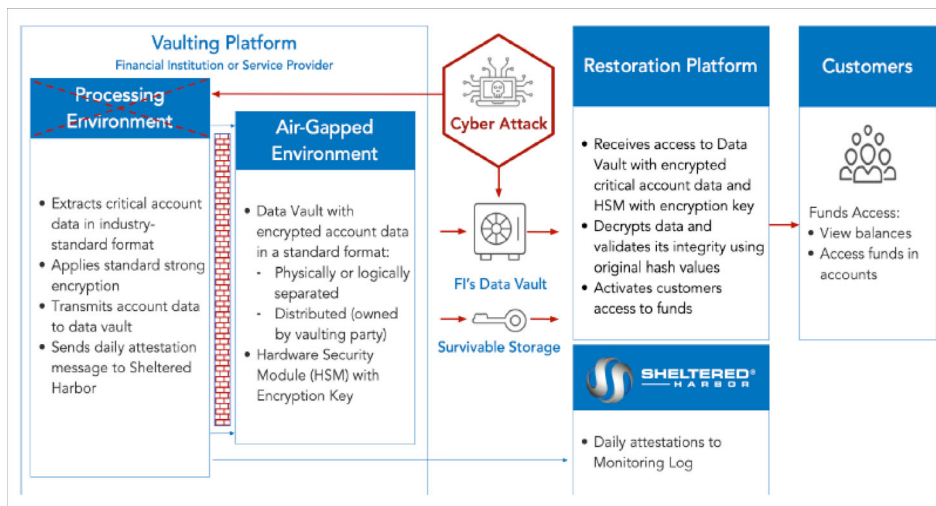 Vaulting Platform
Financial Institution or Service Provider
Processing
Environment
• Extracts critical account
data in industry-
standard format
• Applies standard strong
encryption
• Transmits account data
to data vault
• Sends daily attestation
message to Sheltered
Harbor
Air-Gapped
Environment
• Data Vault with
encrypted account data
in a standard format:
- Physically or logically
separated
- Distributed (owned
by vaulting party)
• Hardware Security
Module (HSM) with
Encryption Key
Cyber Attack
FI's Data Vault
Survivable Storage
Restoration Platform
• Receives access to Data
Vault with encrypted
critical account data and
HSM with encryption key
• Decrypts data and
validates its integrity using
original hash values
• Activates customers
access to funds
SHELTERED®
HARBOR
• Daily attestations to
Monitoring Log
Customers
Funds Access:
• View balances
• Access funds in
accounts